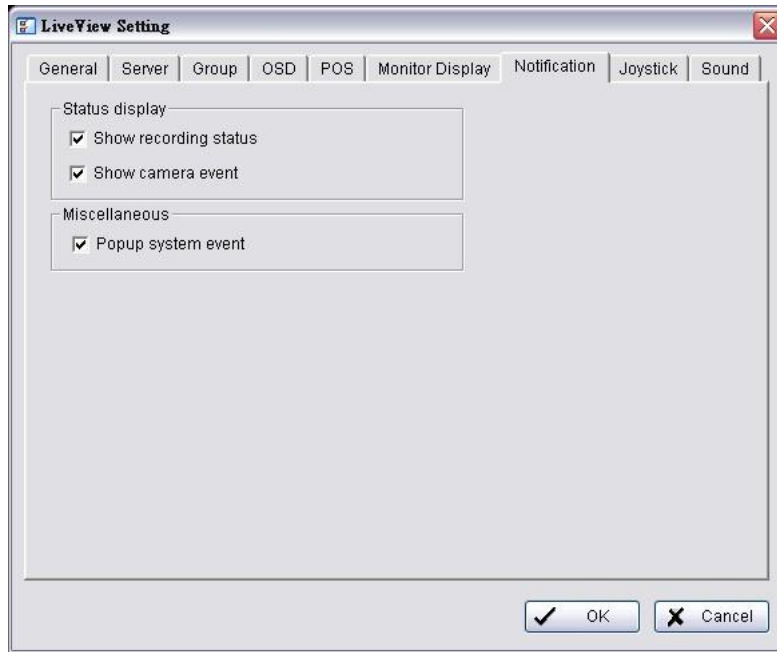 LiveView Setting
General Server Group OSD POS Monitor Display Notification Joystick Sound
Status display
Show recording status
Show camera event
Miscellaneous
Popup system event
OK Cancel